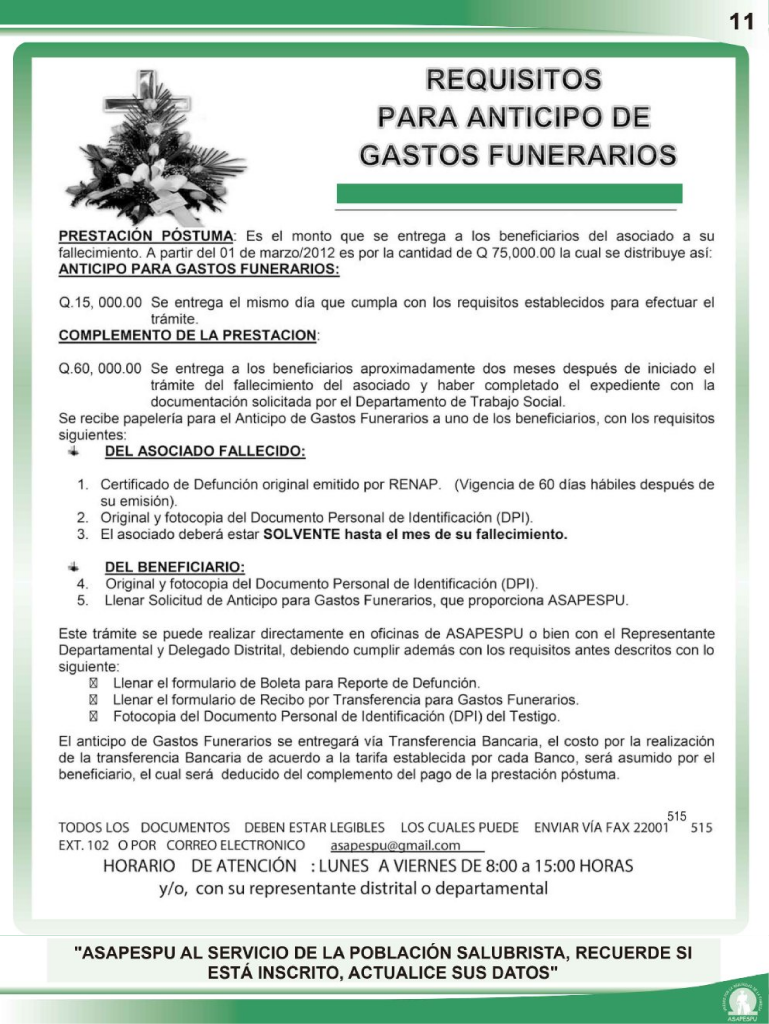 11
REQUISITOS
PARA ANTICIPO DE
GASTOS FUNERARIOS
PRESTACIÓN PÓSTUMA: Es el monto que se entrega a los beneficiarios del asociado a su
fallecimiento. A partir del 01 de marzo/2012 es por la cantidad de Q 75,000.00 la cual se distribuye así:
ANTICIPO PARA GASTOS FUNERARIOS:
Q.15, 000.00 Se entrega el mismo día que cumpla con los requisitos establecidos para efectuar el
trámite.
COMPLEMENTO DE LA PRESTACION:
Q.60, 000.00 Se entrega a los beneficiarios aproximadamente dos meses después de iniciado el
trámite del fallecimiento del asociado y haber completado el expediente con la
documentación solicitada por el Departamento de Trabajo Social.
Se recibe papelería para el Anticipo de Gastos Funerarios a uno de los beneficiarios, con los requisitos
siguientes:
DEL ASOCIADO FALLECIDO:
1. Certificado de Defunción original emitido por RENAP. (Vigencia de 60 días hábiles después de
su emisión).
2. Original y fotocopia del Documento Personal de Identificación (DPI).
3. El asociado deberá estar SOLVENTE hasta el mes de su fallecimiento.
DEL BENEFICIARIO:
4. Original y fotocopia del Documento Personal de Identificación (DPI).
5. Llenar Solicitud de Anticipo para Gastos Funerarios, que proporciona ASAPESPU.
Este trámite se puede realizar directamente en oficinas de ASAPESPU o bien con el Representante
Departamental y Delegado Distrital, debiendo cumplir además con los requisitos antes descritos con lo
siguiente:
Llenar el formulario de Boleta para Reporte de Defunción.
Llenar el formulario de Recibo por Transferencia para Gastos Funerarios.
Fotocopia del Documento Personal de Identificación (DPI) del Testigo.
El anticipo de Gastos Funerarios se entregará vía Transferencia Bancaria, el costo por la realización
de la transferencia Bancaria de acuerdo a la tarifa establecida por cada Banco, será asumido por el
beneficiario, el cual será deducido del complemento del pago de la prestación póstuma.
515
TODOS LOS DOCUMENTOS DEBEN ESTAR LEGIBLES LOS CUALES PUEDE ENVIAR VÍA FAX 22001 515
EXT. 102 O POR CORREO ELECTRONICO asapespu@gmail.com
HORARIO DE ATENCIÓN : LUNES A VIERNES DE 8:00 a 15:00 HORAS
y/o, con su representante distrital o departamental
"ASAPESPU AL SERVICIO DE LA POBLACIÓN SALUBRISTA, RECUERDE SI
ESTÁ INSCRITO, ACTUALICE SUS DATOS"
ASAPESPU